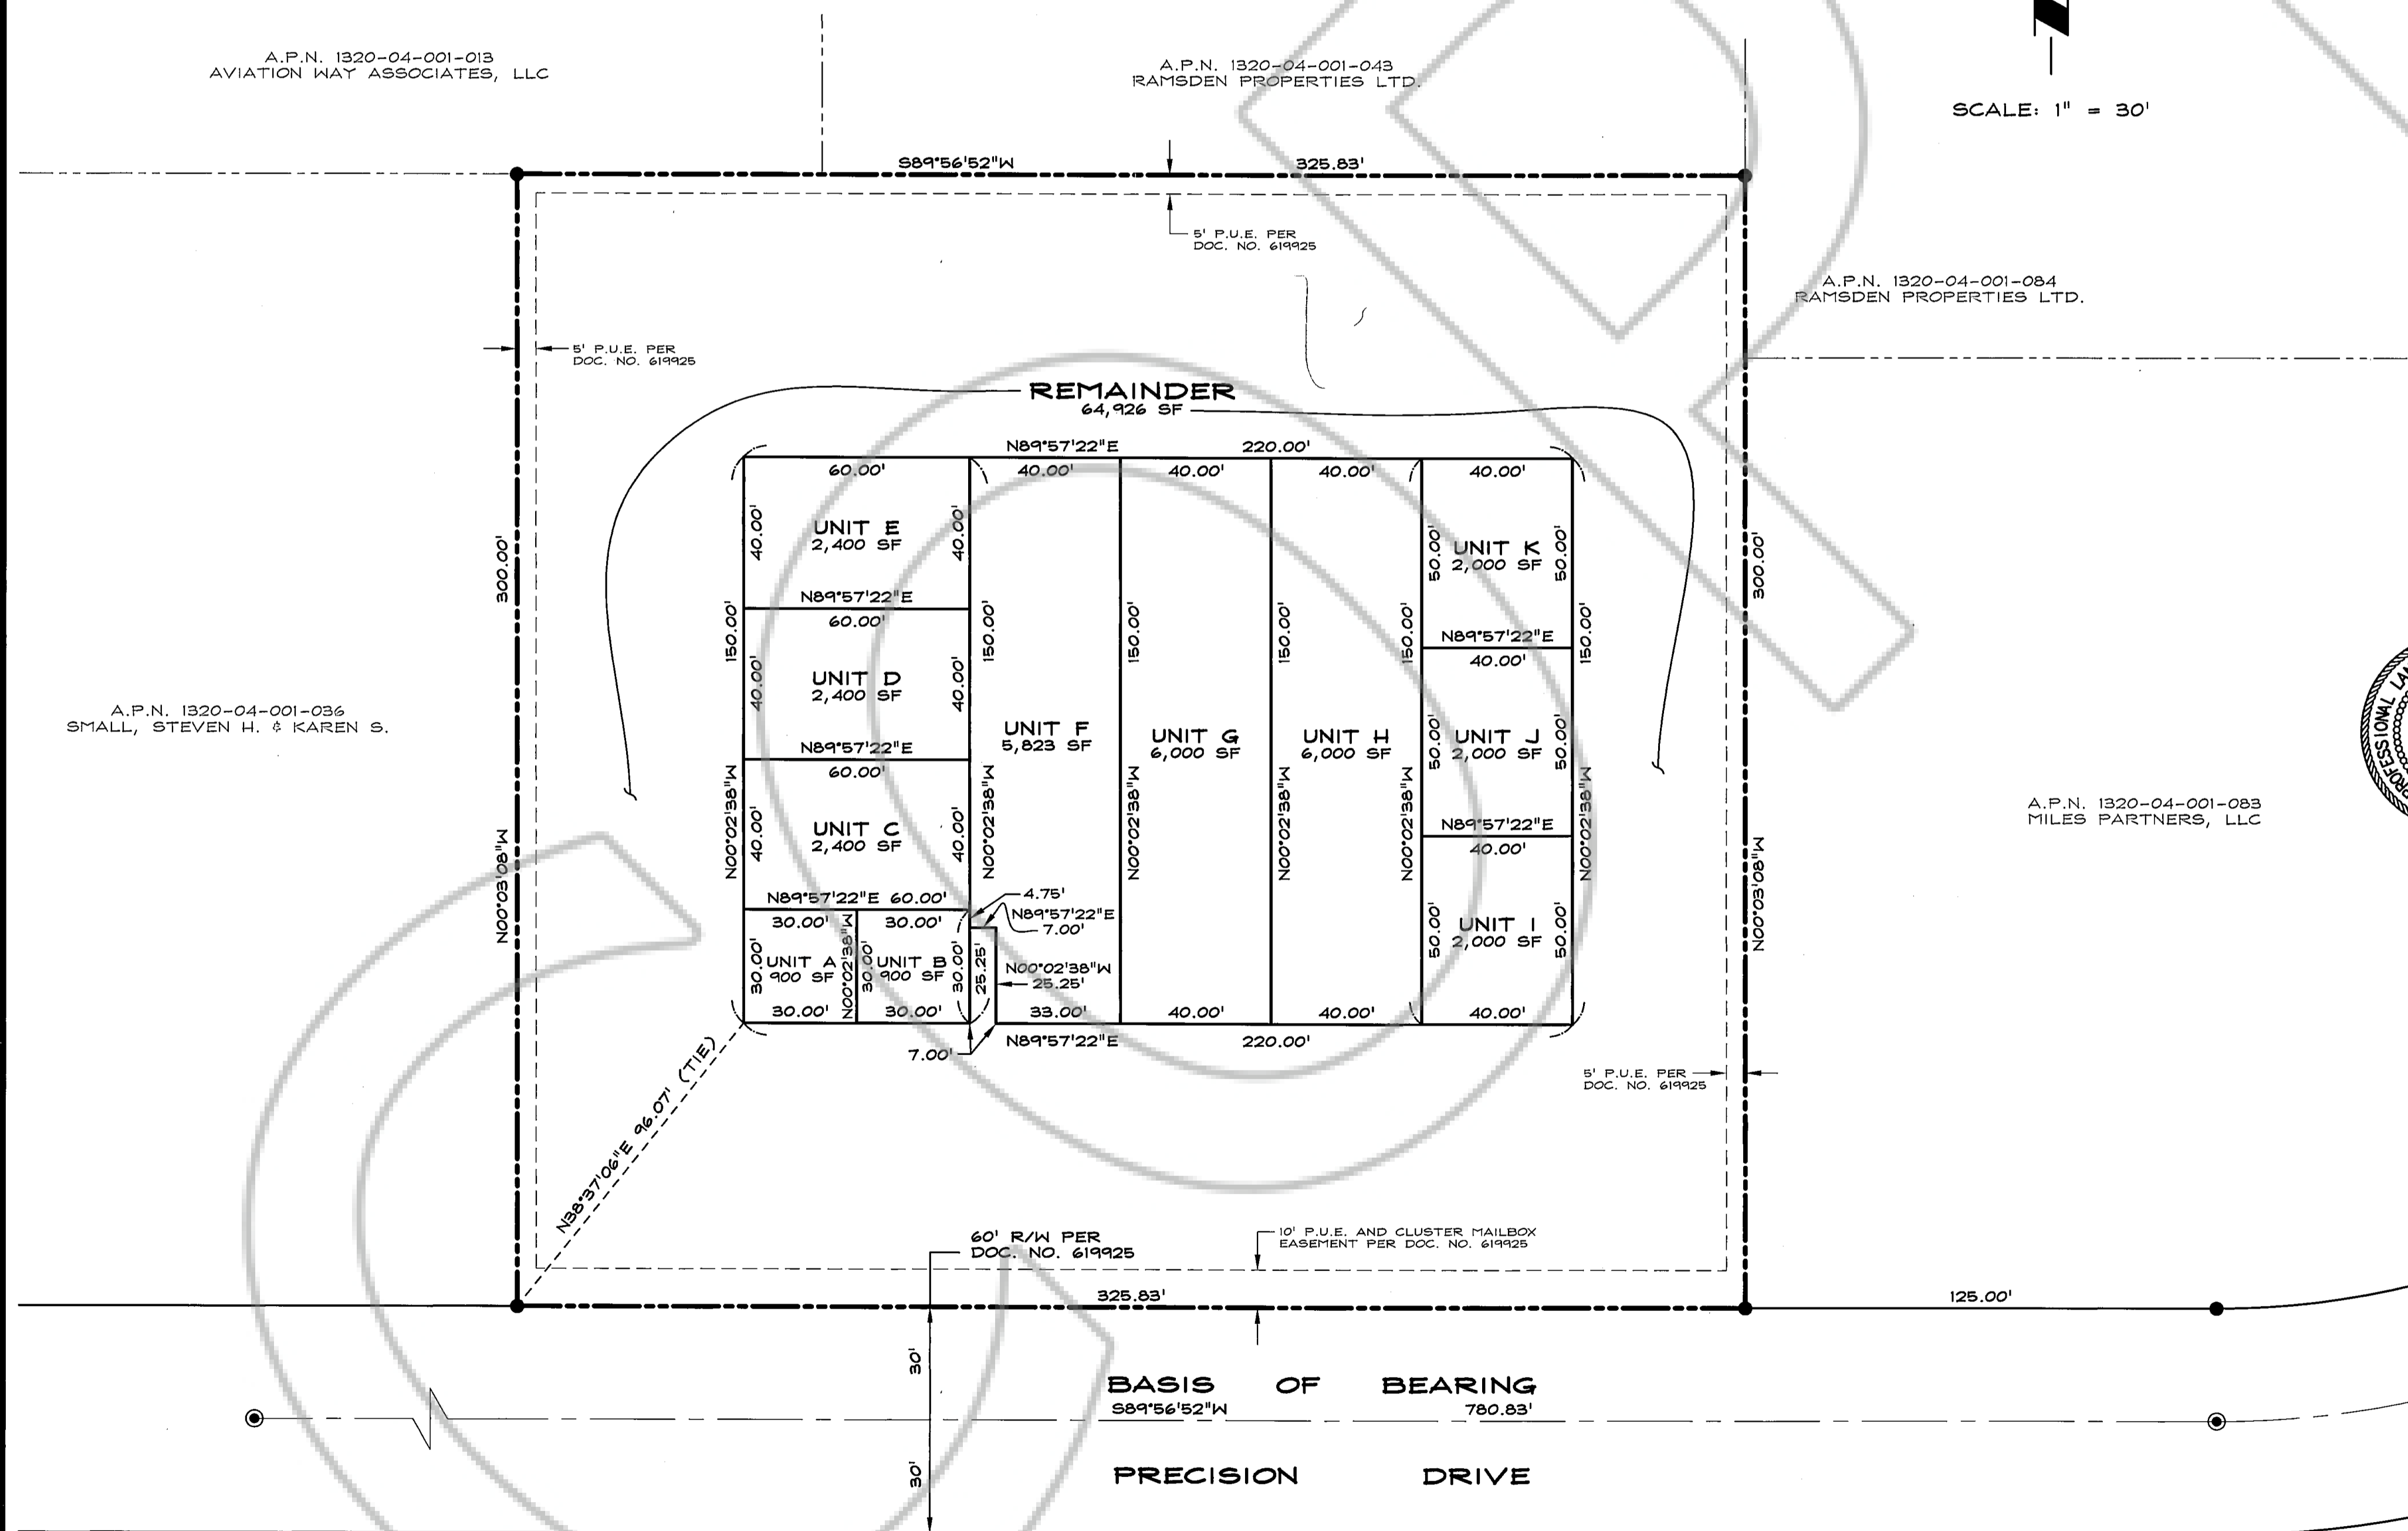 A.P.N. 1320-04-001-013
AVIATION WAY ASSOCIATES, LLC
A.P.N. 1320-04-001-043
RAMSDEN PROPERTIES LTD.
SCALE: 1" = 30'
S89°56'52"W 325.83'
5' P.U.E. PER
DOC. NO. 619925
A.P.N. 1320-04-001-084
RAMSDEN PROPERTIES LTD.
5' P.U.E. PER
DOC. NO. 619925
REMAINDER
64,926 SF
N89°57'22"E 220.00'
60.00' 40.00' 40.00' 40.00' 40.00'
300.00'
N00°03'08"W
150.00'
N00°02'38"W
40.00'
UNIT E
2,400 SF
40.00'
N89°57'22"E
60.00'
40.00'
UNIT D
2,400 SF
40.00'
N89°57'22"E
60.00'
40.00'
UNIT C
2,400 SF
40.00'
N89°57'22"E 60.00'
30.00' 30.00'
30.00'
UNIT A
900 SF
N00°02'38"W
30.00'
UNIT B
900 SF
30.00'
30.00' 30.00'
25.25'
4.75'
N89°57'22"E
7.00'
N00°02'38"W
25.25'
7.00'
150.00'
N00°02'38"W
UNIT F
5,823 SF
33.00'
150.00'
N00°02'38"W
UNIT G
6,000 SF
40.00'
150.00'
N00°02'38"W
UNIT H
6,000 SF
40.00'
150.00'
N00°02'38"W
50.00'
UNIT K
2,000 SF
50.00'
N89°57'22"E
40.00'
50.00'
UNIT J
2,000 SF
50.00'
N89°57'22"E
40.00'
50.00'
UNIT I
2,000 SF
50.00'
40.00'
150.00'
N00°02'38"W
N89°57'22"E 220.00'
300.00'
N00°03'08"W
A.P.N. 1320-04-001-036
SMALL, STEVEN H. & KAREN S.
A.P.N. 1320-04-001-083
MILES PARTNERS, LLC
PROFESSIONAL
5' P.U.E. PER
DOC. NO. 619925
N38°37'06"E 96.07' (TIE)
60' R/W PER
DOC. NO. 619925
10' P.U.E. AND CLUSTER MAILBOX
EASEMENT PER DOC. NO. 619925
325.83'
125.00'
30'
BASIS OF BEARING
S89°56'52"W 780.83'
30'
PRECISION DRIVE